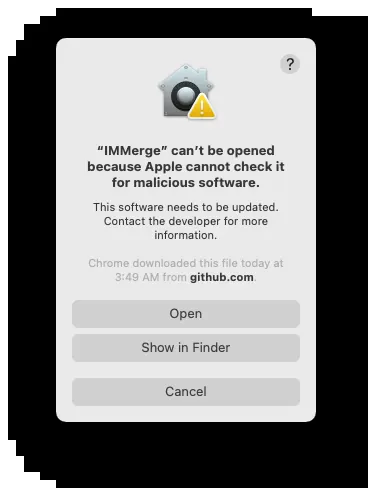 ?
“IMMerge” can’t be opened
because Apple cannot check it
for malicious software.
This software needs to be updated.
Contact the developer for more
information.
Chrome downloaded this file today at
3:49 AM from github.com.
Open
Show in Finder
Cancel